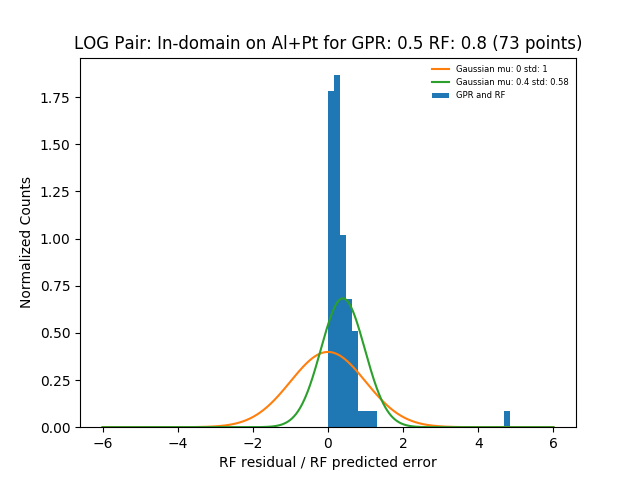 LOG Pair: In-domain on Al+Pt for GPR: 0.5 RF: 0.8 (73 points)
Gaussian mu: 0 std: 1
Gaussian mu: 0.4 std: 0.58
GPR and RF
Normalized Counts
1.75
1.50
1.25
1.00
0.75
0.50
0.25
0.00
−6 −4 −2 0 2 4 6
RF residual / RF predicted error